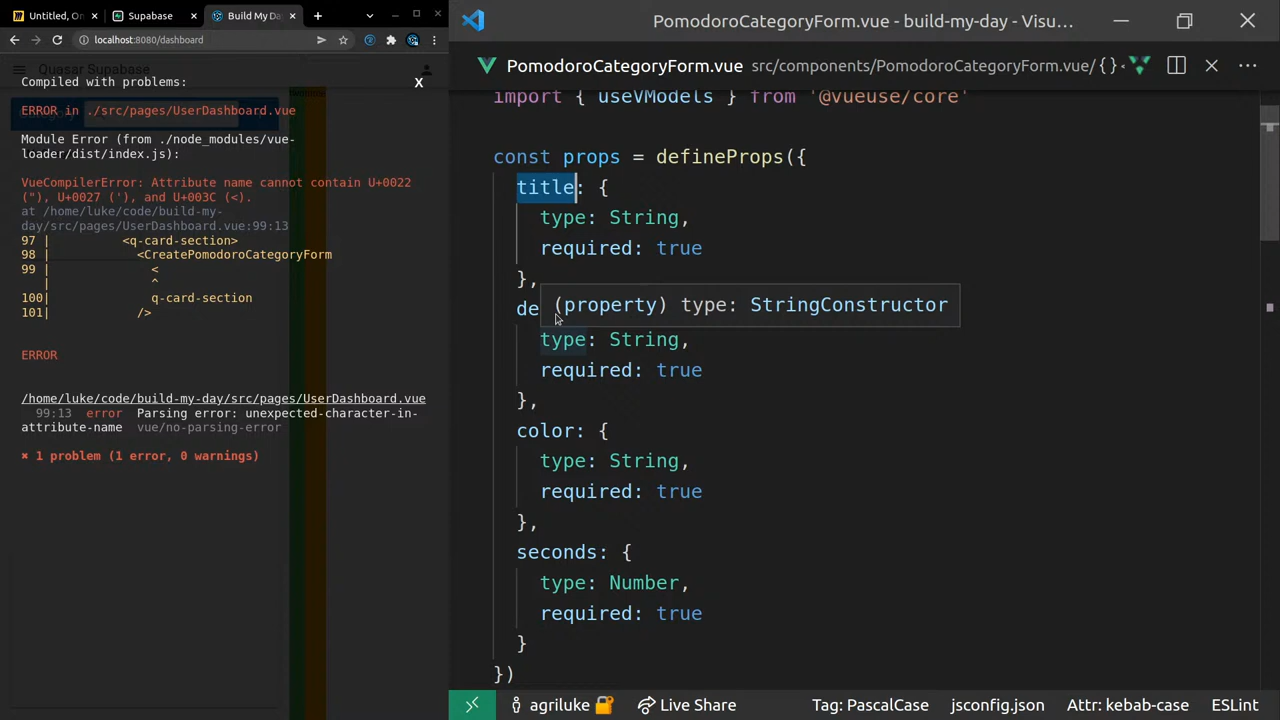 Untitled, On
Supabase
Build My Da
localhost:8080/dashboard
Quasar Supabase
Compiled with problems:
X
ERROR in ./src/pages/UserDashboard.vue
Module Error (from ./node_modules/vue-
loader/dist/index.js):
VueCompilerError: Attribute name cannot contain U+0022
("), U+0027 ('), and U+003C (<).
at /home/luke/code/build-my-
day/src/pages/UserDashboard.vue:99:13
97 | <q-card-section>
98 | <CreatePomodoroCategoryForm
99 | <
| ^
100| q-card-section
101| />
ERROR
/home/luke/code/build-my-day/src/pages/UserDashboard.vue
99:13 error Parsing error: unexpected-character-in-
attribute-name vue/no-parsing-error
✖ 1 problem (1 error, 0 warnings)
PomodoroCategoryForm.vue - build-my-day - Visu…
PomodoroCategoryForm.vue src/components/PomodoroCategoryForm.vue/{}
import { useVModels } from '@vueuse/core'
const props = defineProps({
title: {
type: String,
required: true
},
de
(property) type: StringConstructor
type: String,
required: true
},
color: {
type: String,
required: true
},
seconds: {
type: Number,
required: true
}
})
agriluke
Live Share
Tag: PascalCase
jsconfig.json
Attr: kebab-case
ESLint